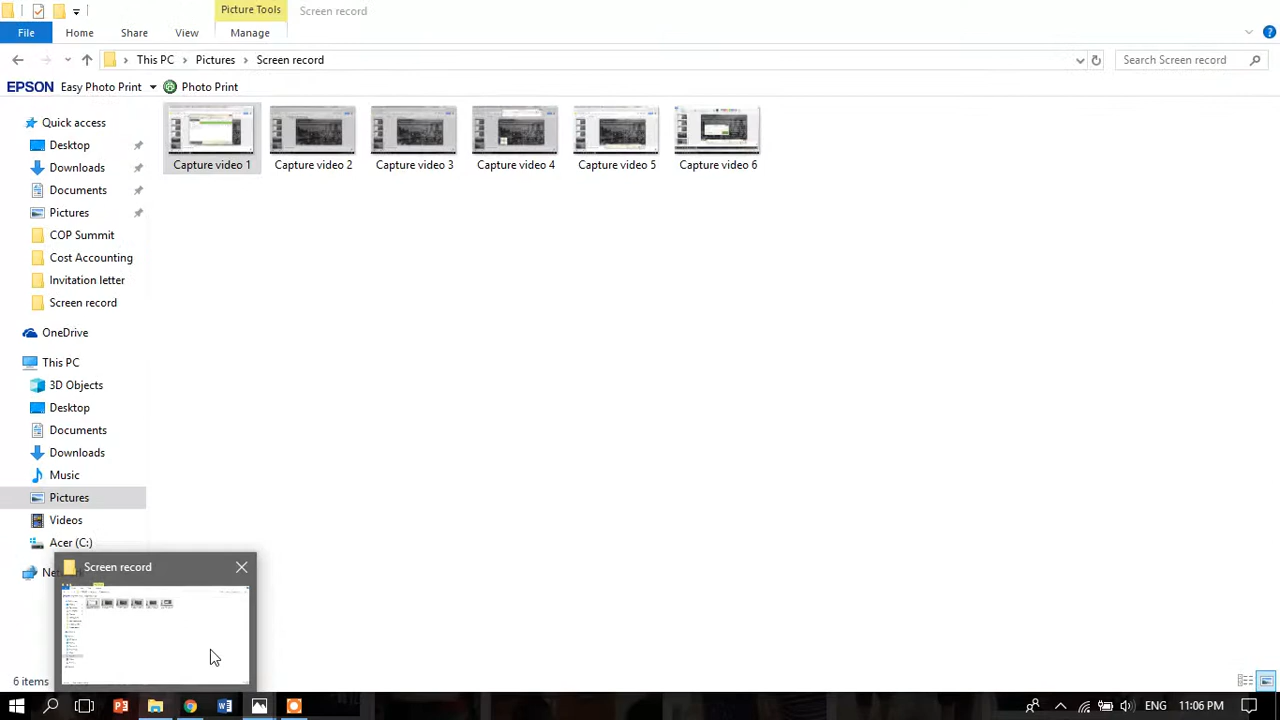 Picture Tools
Screen record
File
Home
Share
View
Manage
This PC
Pictures
Screen record
Search Screen record
EPSON Easy Photo Print
Photo Print
Quick access
Desktop
Downloads
Documents
Pictures
COP Summit
Cost Accounting
Invitation letter
Screen record
OneDrive
This PC
3D Objects
Desktop
Documents
Downloads
Music
Pictures
Videos
Acer (C:)
Capture video 1
Capture video 2
Capture video 3
Capture video 4
Capture video 5
Capture video 6
Screen record
6 items
ENG
11:06 PM